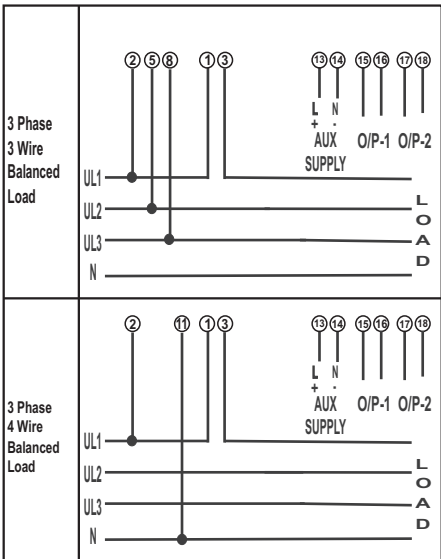 3 Phase
3 Wire
Balanced
Load
2 5 8 1 3 13 14 15 16 17 18
L N
+ -
AUX O/P-1 O/P-2
SUPPLY
UL1
UL2
UL3
N
L
O
A
D
3 Phase
4 Wire
Balanced
Load
2 11 1 3 13 14 15 16 17 18
L N
+ -
AUX O/P-1 O/P-2
SUPPLY
UL1
UL2
UL3
N
L
O
A
D